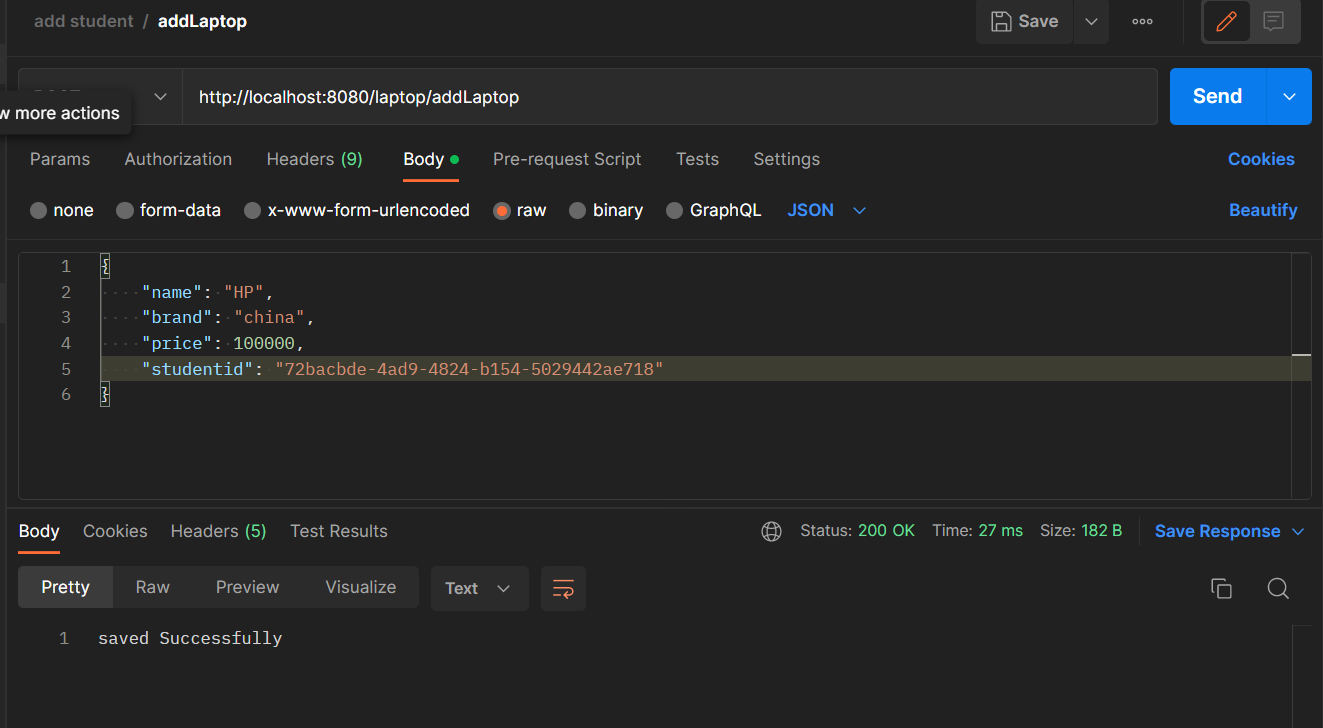 add student / addLaptop
Save
http://localhost:8080/laptop/addLaptop
Send
more actions
Params Authorization Headers (9) Body Pre-request Script Tests Settings Cookies
none form-data x-www-form-urlencoded raw binary GraphQL JSON Beautify
1 {
2 "name": "HP",
3 "brand": "china",
4 "price": 100000,
5 "studentid": "72bacbde-4ad9-4824-b154-5029442ae718"
6 }
Body Cookies Headers (5) Test Results Status: 200 OK Time: 27 ms Size: 182 B Save Response
Pretty Raw Preview Visualize Text
1 saved Successfully